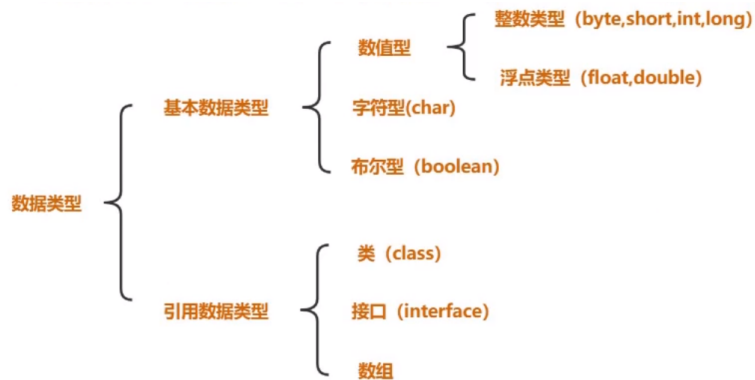 整数类型（byte,short,int,long)
数值型
浮点类型（float,double）
基本数据类型
字符型(char)
布尔型（boolean）
数据类型
类（class)
引用数据类型
接口（interface）
数组